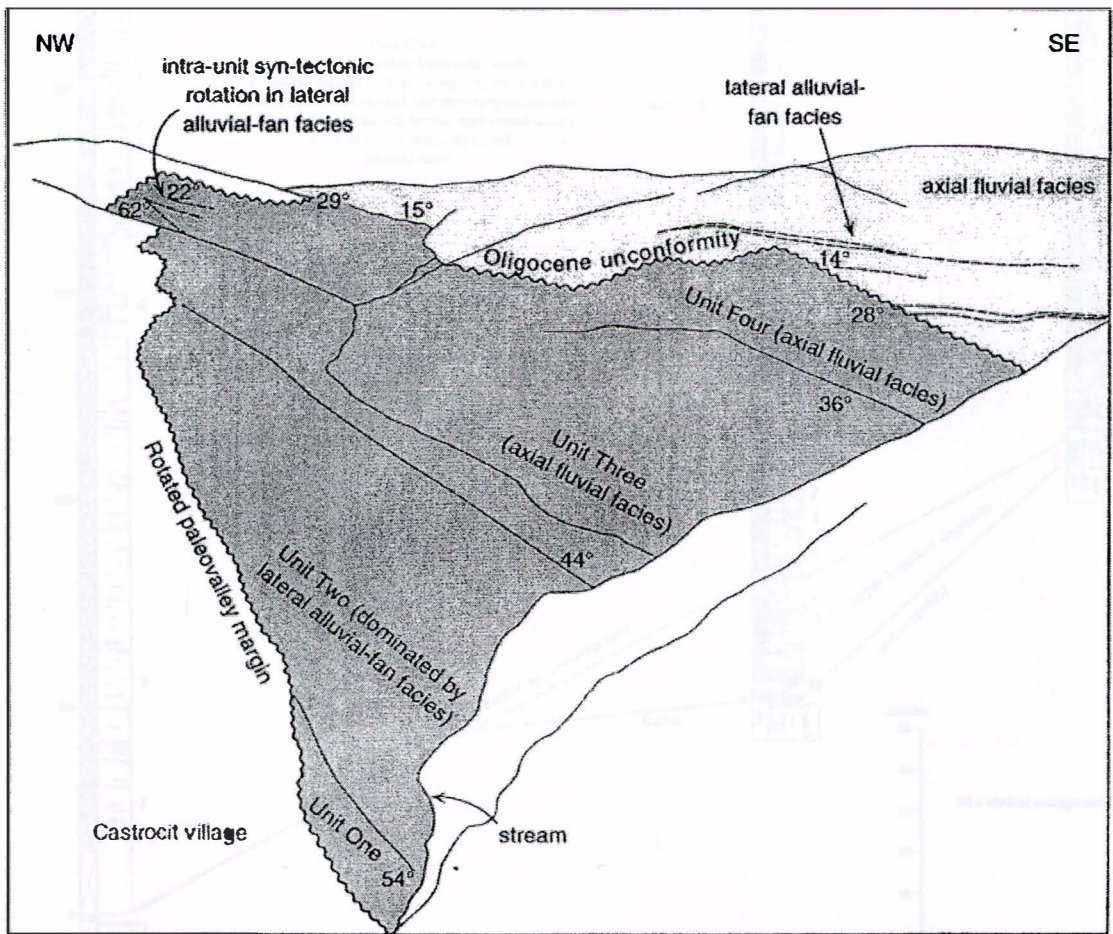 NW
SE
intra-unit syn-tectonic
rotation in lateral
alluvial-fan facies
lateral alluvial-
fan facies
axial fluvial facies
22°
62°
29°
15°
Oligocene unconformity
14°
28°
Unit Four (axial fluvial facies)
36°
Unit Three
(axial fluvial facies)
44°
Rotated paleovalley margin
Unit Two (dominated by
lateral alluvial-fan facies)
Castrocit village
Unit One
54°
stream